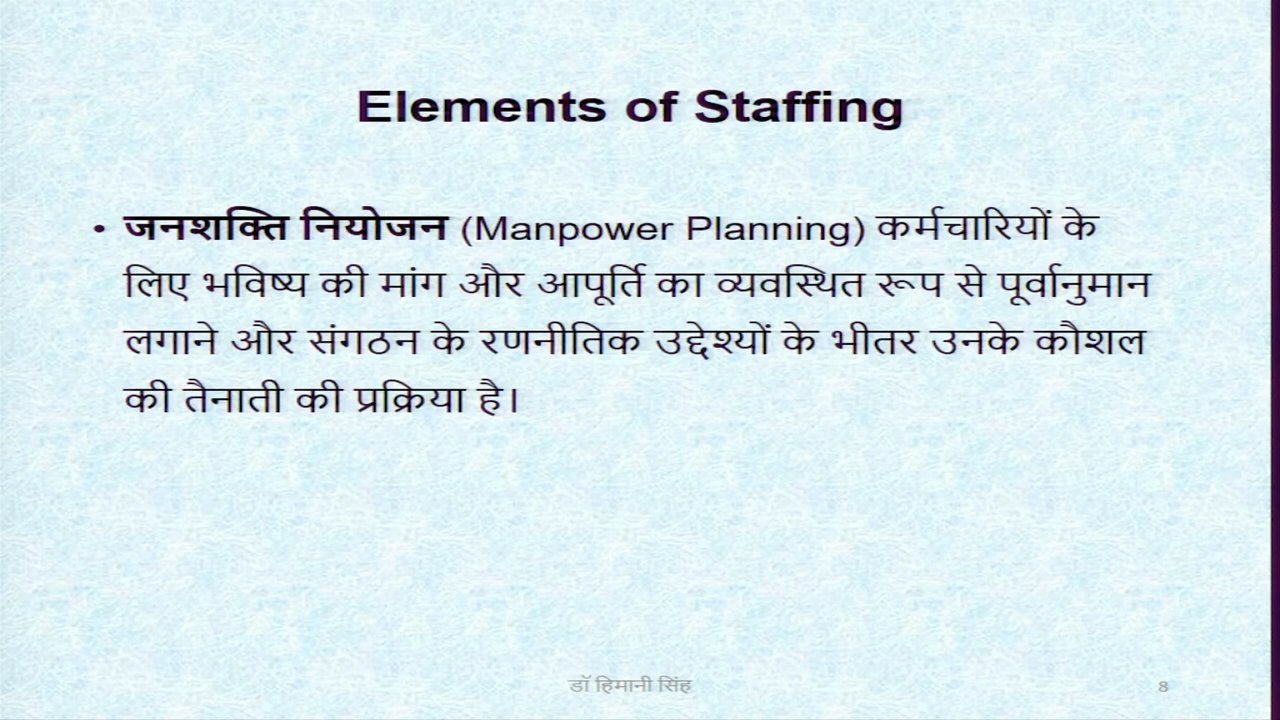 Elements of Staffing
• जनशक्ति नियोजन (Manpower Planning) कर्मचारियों के
लिए भविष्य की मांग और आपूर्ति का व्यवस्थित रूप से पूर्वानुमान
लगाने और संगठन के रणनीतिक उद्देश्यों के भीतर उनके कौशल
की तैनाती की प्रक्रिया है।
डॉ हिमानी सिंह
8